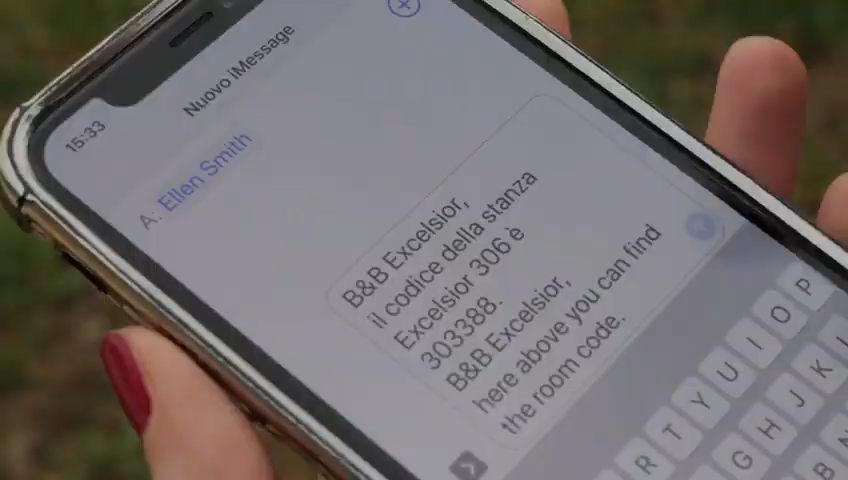 15:33
Nuovo iMessage
A: Ellen Smith
B&B Excelsior,
il codice della stanza
Excelsior 306 è
303388.
B&B Excelsior,
here above you can find
the room code.
R T Y U I O P
G H J K L
B N